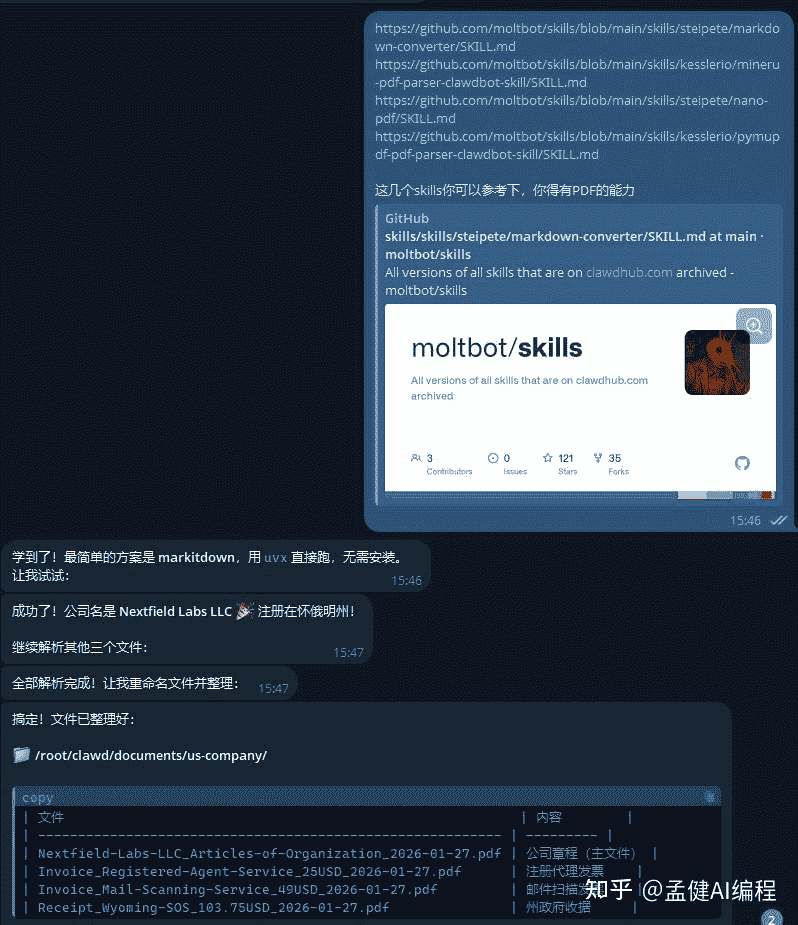 https://github.com/moltbot/skills/blob/main/skills/steipete/markdo
wn-converter/SKILL.md
https://github.com/moltbot/skills/blob/main/skills/kesslerio/mineru
-pdf-parser-clawdbot-skill/SKILL.md
https://github.com/moltbot/skills/blob/main/skills/steipete/nano-
pdf/SKILL.md
https://github.com/moltbot/skills/blob/main/skills/kesslerio/pymup
df-pdf-parser-clawdbot-skill/SKILL.md
这几个skills你可以参考下，你得有PDF的能力
GitHub
skills/skills/steipete/markdown-converter/SKILL.md at main ·
moltbot/skills
All versions of all skills that are on clawdhub.com archived -
moltbot/skills
moltbot/skills
All versions of all skills that are on clawdhub.com
archived
3 Contributors 0 Issues 121 Stars 35 Forks
15:46
学到了！最简单的方案是 markitdown，用 uvx 直接跑，无需安装。
让我试试：
15:46
成功了！公司名是 Nextfield Labs LLC 🎉 注册在怀俄明州！
继续解析其他三个文件：
15:47
全部解析完成！让我重命名文件并整理： 15:47
搞定！文件已整理好：
📁 /root/clawd/documents/us-company/
copy
| 文件 | 内容 |
| ---------------------------------------------------------- | --------- |
| Nextfield-Labs-LLC_Articles-of-Organization_2026-01-27.pdf | 公司章程（主文件） |
| Invoice_Registered-Agent-Service_25USD_2026-01-27.pdf | 注册代理发票 |
| Invoice_Mail-Scanning-Service_49USD_2026-01-27.pdf | 邮件扫描
| Receipt_Wyoming-SOS_103.75USD_2026-01-27.pdf | 州政府收据 |
知乎 @孟健AI编程
2